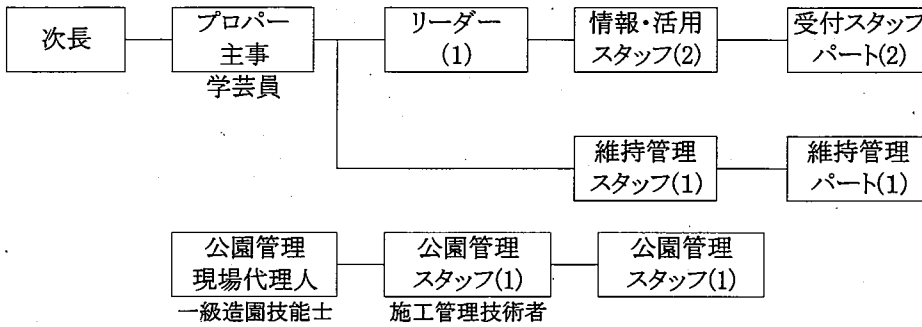 次長
プロパー
主事
学芸員
リーダー
(1)
情報・活用
スタッフ(2)
受付スタッフ
パート(2)
維持管理
スタッフ(1)
維持管理
パート(1)
公園管理
現場代理人
一級造園技能士
公園管理
スタッフ(1)
施工管理技術者
公園管理
スタッフ(1)